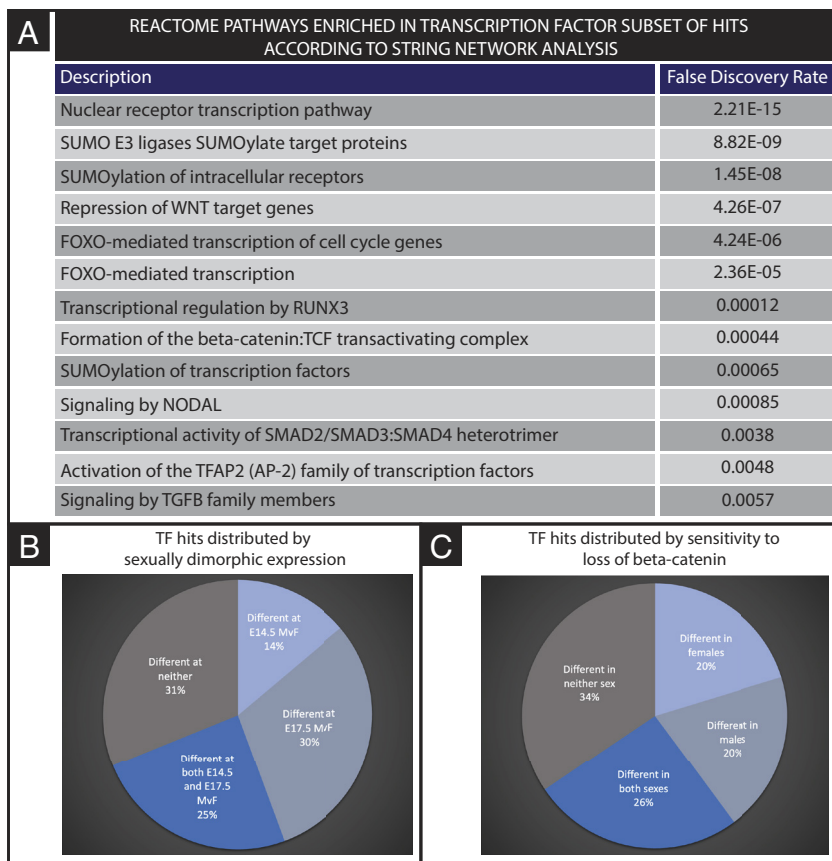 A
REACTOME PATHWAYS ENRICHED IN TRANSCRIPTION FACTOR SUBSET OF HITS
ACCORDING TO STRING NETWORK ANALYSIS
Description False Discovery Rate
Nuclear receptor transcription pathway 2.21E-15
SUMO E3 ligases SUMOylate target proteins 8.82E-09
SUMOylation of intracellular receptors 1.45E-08
Repression of WNT target genes 4.26E-07
FOXO-mediated transcription of cell cycle genes 4.24E-06
FOXO-mediated transcription 2.36E-05
Transcriptional regulation by RUNX3 0.00012
Formation of the beta-catenin:TCF transactivating complex 0.00044
SUMOylation of transcription factors 0.00065
Signaling by NODAL 0.00085
Transcriptional activity of SMAD2/SMAD3:SMAD4 heterotrimer 0.0038
Activation of the TFAP2 (AP-2) family of transcription factors 0.0048
Signaling by TGFB family members 0.0057
B
TF hits distributed by
sexually dimorphic expression
Different at
E14.5 MvF
14%
Different at
E17.5 MvF
30%
Different at
both E14.5
and E17.5
MvF
25%
Different at
neither
31%
C
TF hits distributed by sensitivity to
loss of beta-catenin
Different in
females
20%
Different in
males
20%
Different in
both sexes
26%
Different in
neither sex
34%